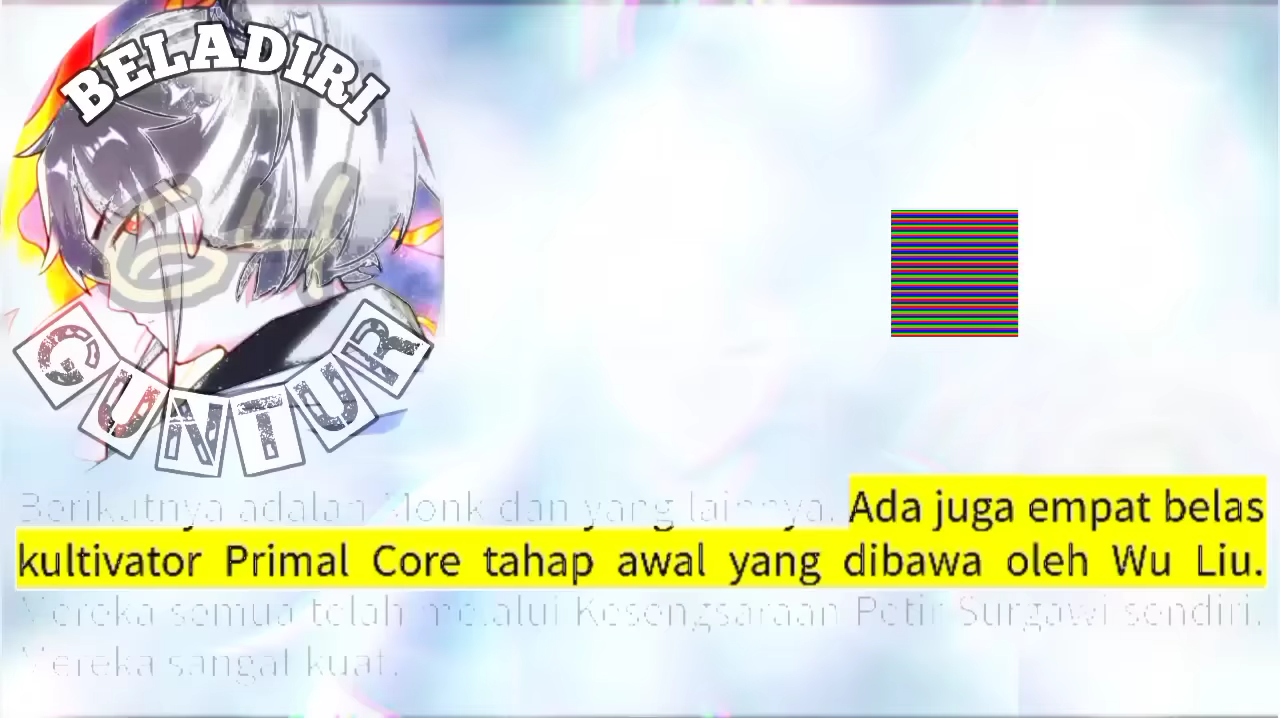 BELADIRI
GUNTUR
Berikutnya adalah Monk dan yang lainnya. Ada juga empat belas
kultivator Primal Core tahap awal yang dibawa oleh Wu Liu.
Mereka semua telah melalui Kesengsaraan Petir Surgawi sendiri.
Mereka sangat kuat.